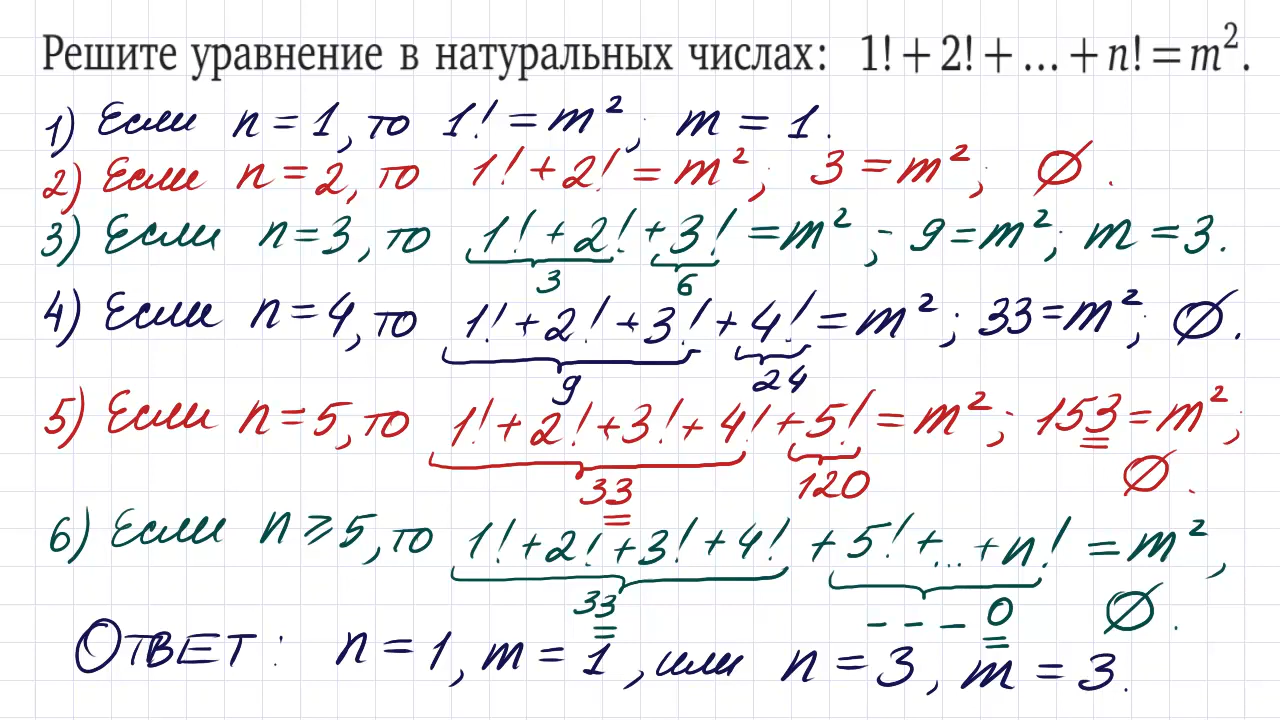 Решите уравнение в натуральных числах: 1! + 2! + ... + n! = m².
1) Если n = 1, то 1! = m²; m = 1.
2) Если n = 2, то 1! + 2! = m²; 3 = m²; ∅.
3) Если n = 3, то 1! + 2! + 3! = m²; 9 = m²; m = 3.
3 6
4) Если n = 4, то 1! + 2! + 3! + 4! = m²; 33 = m²; ∅.
9 24
5) Если n = 5, то 1! + 2! + 3! + 4! + 5! = m²; 153 = m²;
33 120 ∅.
6) Если n ⩾ 5, то 1! + 2! + 3! + 4! + 5! + ... + n! = m²,
33 - - - 0 ∅.
Ответ: n = 1, m = 1, или n = 3, m = 3.